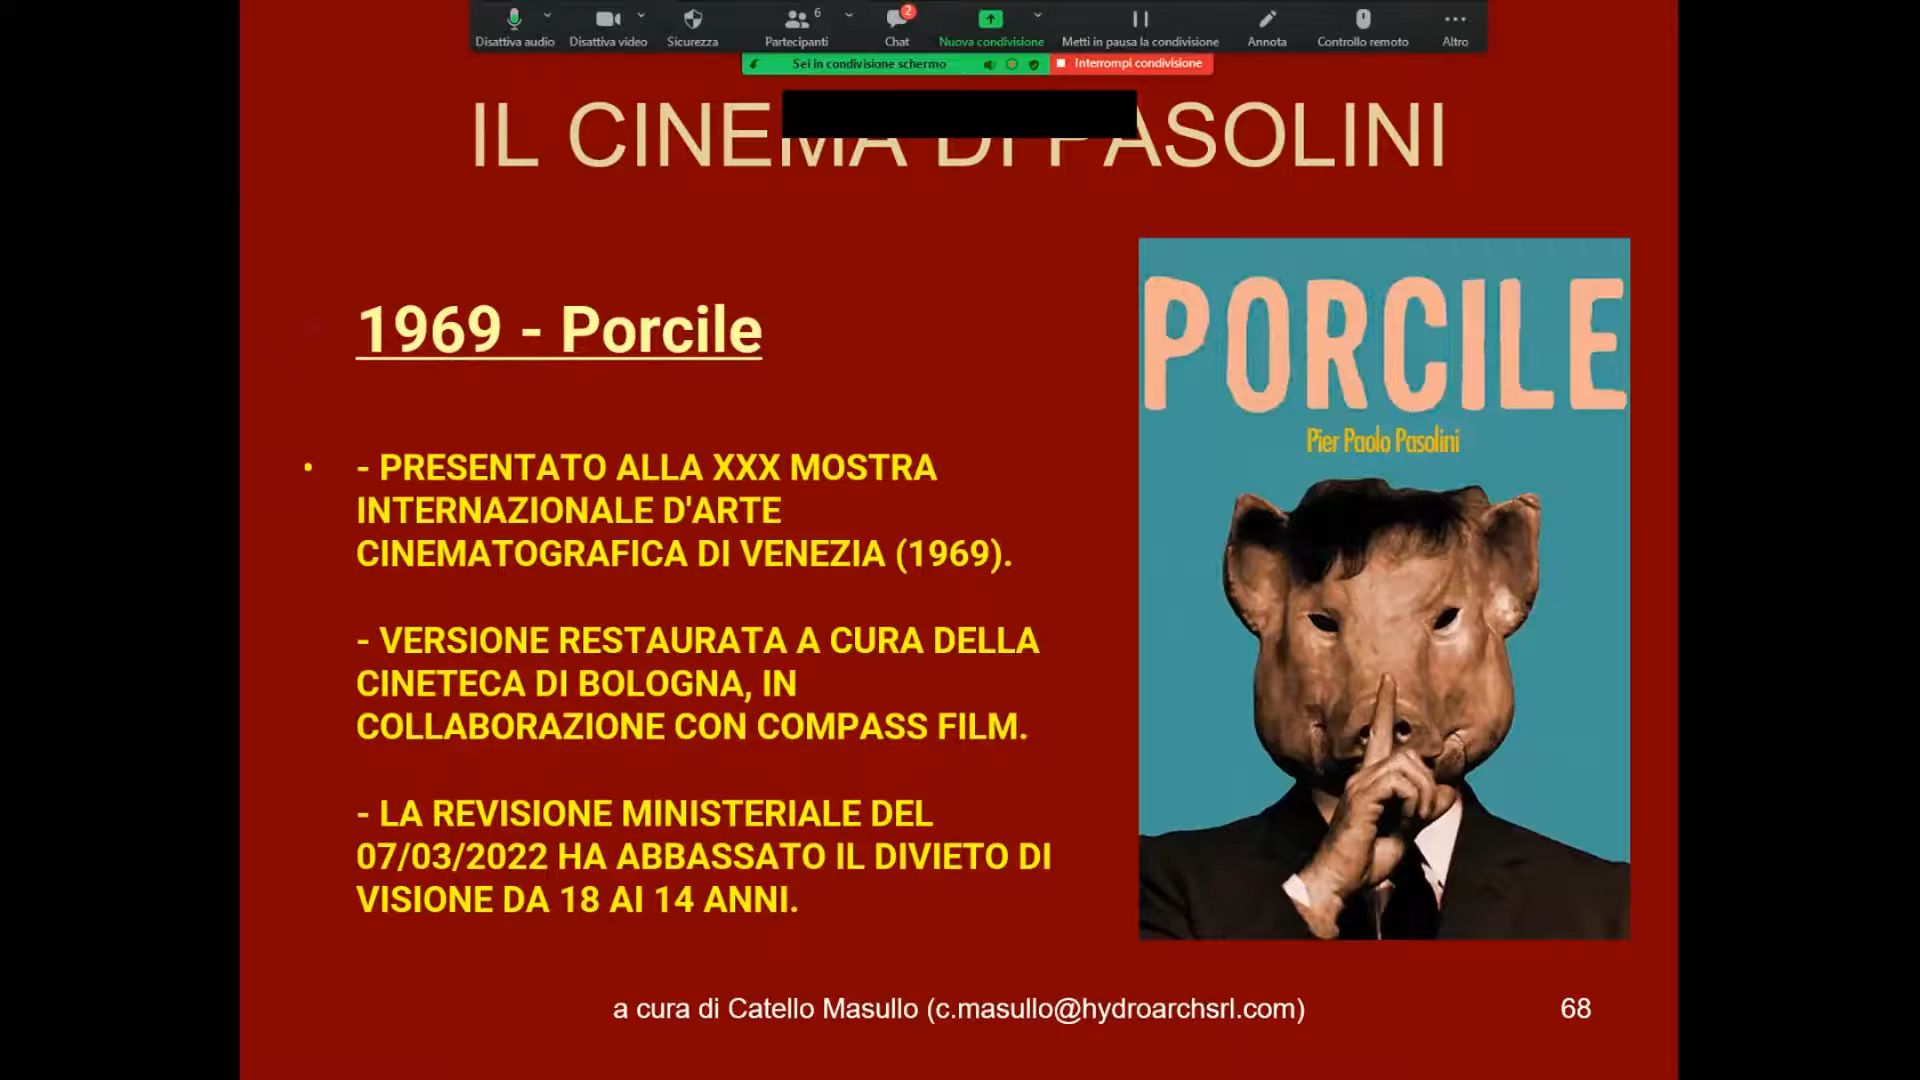 Disattiva audio
Disattiva video
Sicurezza
6
Partecipanti
2
Chat
Nuova condivisione
Metti in pausa la condivisione
Annota
Controllo remoto
Altro
Sei in condivisione schermo
Interrompi condivisione
IL CINEMA DI PASOLINI
1969 - Porcile
• - PRESENTATO ALLA XXX MOSTRA
INTERNAZIONALE D'ARTE
CINEMATOGRAFICA DI VENEZIA (1969).
- VERSIONE RESTAURATA A CURA DELLA
CINETECA DI BOLOGNA, IN
COLLABORAZIONE CON COMPASS FILM.
- LA REVISIONE MINISTERIALE DEL
07/03/2022 HA ABBASSATO IL DIVIETO DI
VISIONE DA 18 AI 14 ANNI.
PORCILE
Pier Paolo Pasolini
a cura di Catello Masullo (c.masullo@hydroarchsrl.com)
68